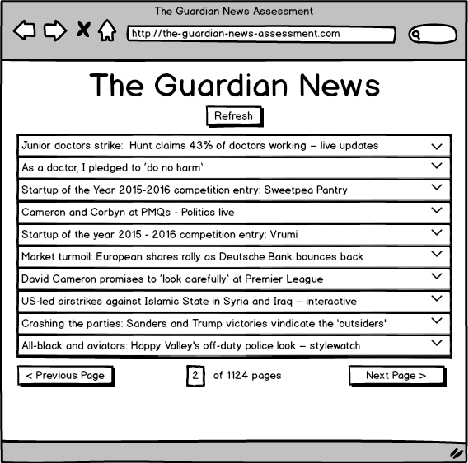 The Guardian News Assessment
http://the-guardian-news-assessment.com
The Guardian News
Refresh
Junior doctors strike: Hunt claims 43% of doctors working – live updates
As a doctor, I pledged to 'do no harm'
Startup of the Year 2015-2016 competition entry: Sweetpea Pantry
Cameron and Corbyn at PMQs - Politics live
Startup of the year 2015 - 2016 competition entry: Vrumi
Market turmoil: European shares rally as Deutsche Bank bounces back
David Cameron promises to 'look carefully' at Premier League
US-led airstrikes against Islamic State in Syria and Iraq – interactive
Crashing the parties: Sanders and Trump victories vindicate the 'outsiders'
All-black and aviators: Happy Valley's off-duty police look – stylewatch
< Previous Page 2 of 1124 pages Next Page >